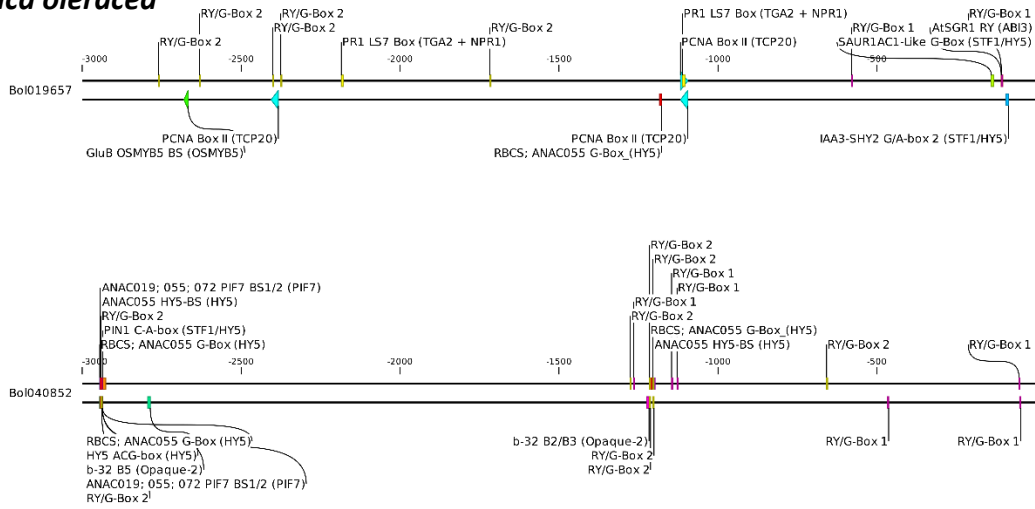 RY/G-Box 2
RY/G-Box 2
PR1 LS7 Box (TGA2 + NPR1)
RY/G-Box 1
RY/G-Box 2
RY/G-Box 2
RY/G-Box 2
RY/G-Box 1
AtSGR1 RY (ABI3)
RY/G-Box 2
PR1 LS7 Box (TGA2 + NPR1)
PCNA Box II (TCP20)
SAUR1AC1-Like G-Box (STF1/HY5)
-3000
-2500
-2000
-1500
-1000
-500
Bol019657
PCNA Box II (TCP20)
PCNA Box II (TCP20)
IAA3-SHY2 G/A-box 2 (STF1/HY5)
GluB OSMYB5 BS (OSMYB5)
RBCS; ANAC055 G-Box_(HY5)
RY/G-Box 2
RY/G-Box 2
RY/G-Box 1
ANAC019; 055; 072 PIF7 BS1/2 (PIF7)
RY/G-Box 1
ANAC055 HY5-BS (HY5)
RY/G-Box 1
RY/G-Box 2
RY/G-Box 2
PIN1 C-A-box (STF1/HY5)
RBCS; ANAC055 G-Box_(HY5)
RBCS; ANAC055 G-Box (HY5)
ANAC055 HY5-BS (HY5)
RY/G-Box 2
RY/G-Box 1
-3000
-2500
-2000
-1500
-1000
-500
Bol040852
RBCS; ANAC055 G-Box (HY5)
b-32 B2/B3 (Opaque-2)
RY/G-Box 1
RY/G-Box 1
HY5 ACG-box (HY5)
RY/G-Box 2
b-32 B5 (Opaque-2)
RY/G-Box 2
ANAC019; 055; 072 PIF7 BS1/2 (PIF7)
RY/G-Box 2